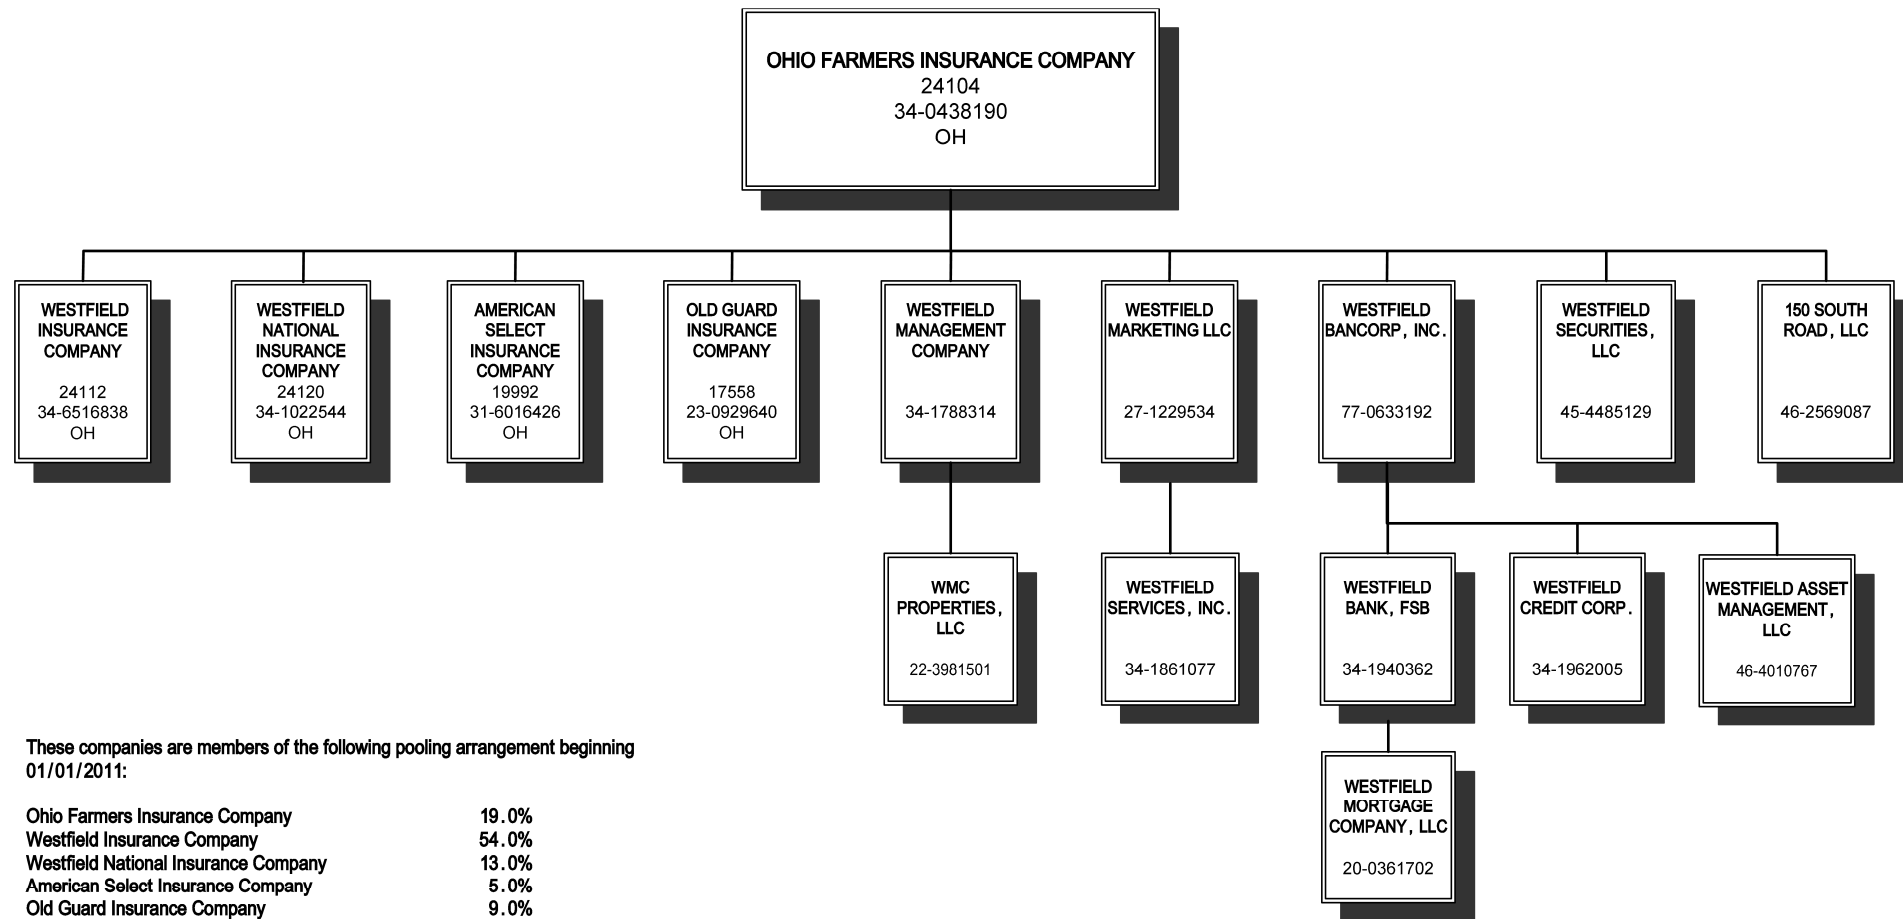 OHIO FARMERS INSURANCE COMPANY
24104
34-0438190
OH
WESTFIELD
INSURANCE
COMPANY
24112
34-6516838
OH
WESTFIELD
NATIONAL
INSURANCE
COMPANY
24120
34-1022544
OH
AMERICAN
SELECT
INSURANCE
COMPANY
19992
31-6016426
OH
OLD GUARD
INSURANCE
COMPANY
17558
23-0929640
OH
WESTFIELD
MANAGEMENT
COMPANY
34-1788314
WESTFIELD
MARKETING LLC
27-1229534
WESTFIELD
BANCORP, INC.
77-0633192
WESTFIELD
SECURITIES,
LLC
45-4485129
150 SOUTH
ROAD, LLC
46-2569087
WMC
PROPERTIES,
LLC
22-3981501
WESTFIELD
SERVICES, INC.
34-1861077
WESTFIELD
BANK, FSB
34-1940362
WESTFIELD
CREDIT CORP.
34-1962005
WESTFIELD ASSET
MANAGEMENT,
LLC
46-4010767
WESTFIELD
MORTGAGE
COMPANY, LLC
20-0361702
These companies are members of the following pooling arrangement beginning
01/01/2011:
Ohio Farmers Insurance Company 19.0%
Westfield Insurance Company 54.0%
Westfield National Insurance Company 13.0%
American Select Insurance Company 5.0%
Old Guard Insurance Company 9.0%